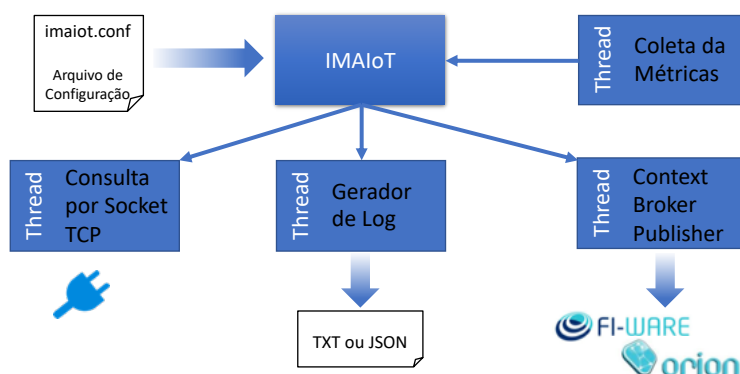 imaiot.conf
Arquivo de
Configuração
IMAIoT
Thread
Coleta da
Métricas
Thread
Consulta
por Socket
TCP
Thread
Gerador
de Log
Thread
Context
Broker
Publisher
TXT ou JSON
FI-WARE
orion